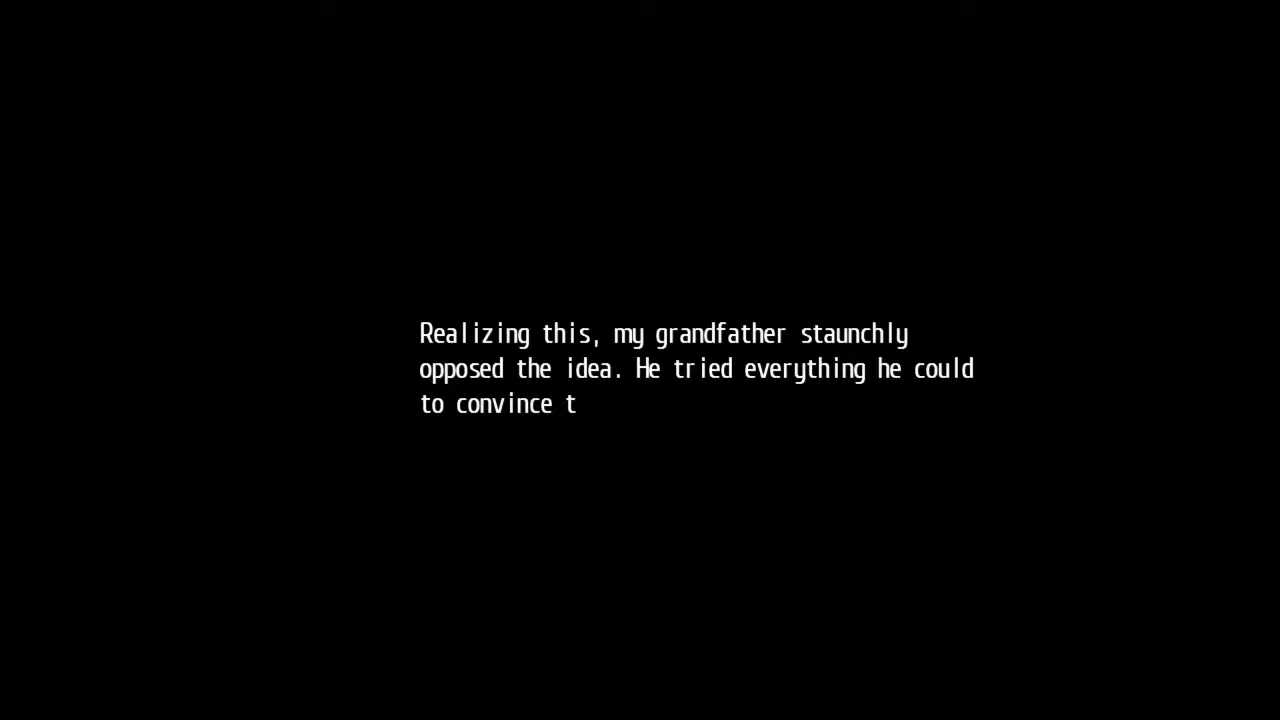 Realizing this, my grandfather staunchly
opposed the idea. He tried everything he could
to convince t